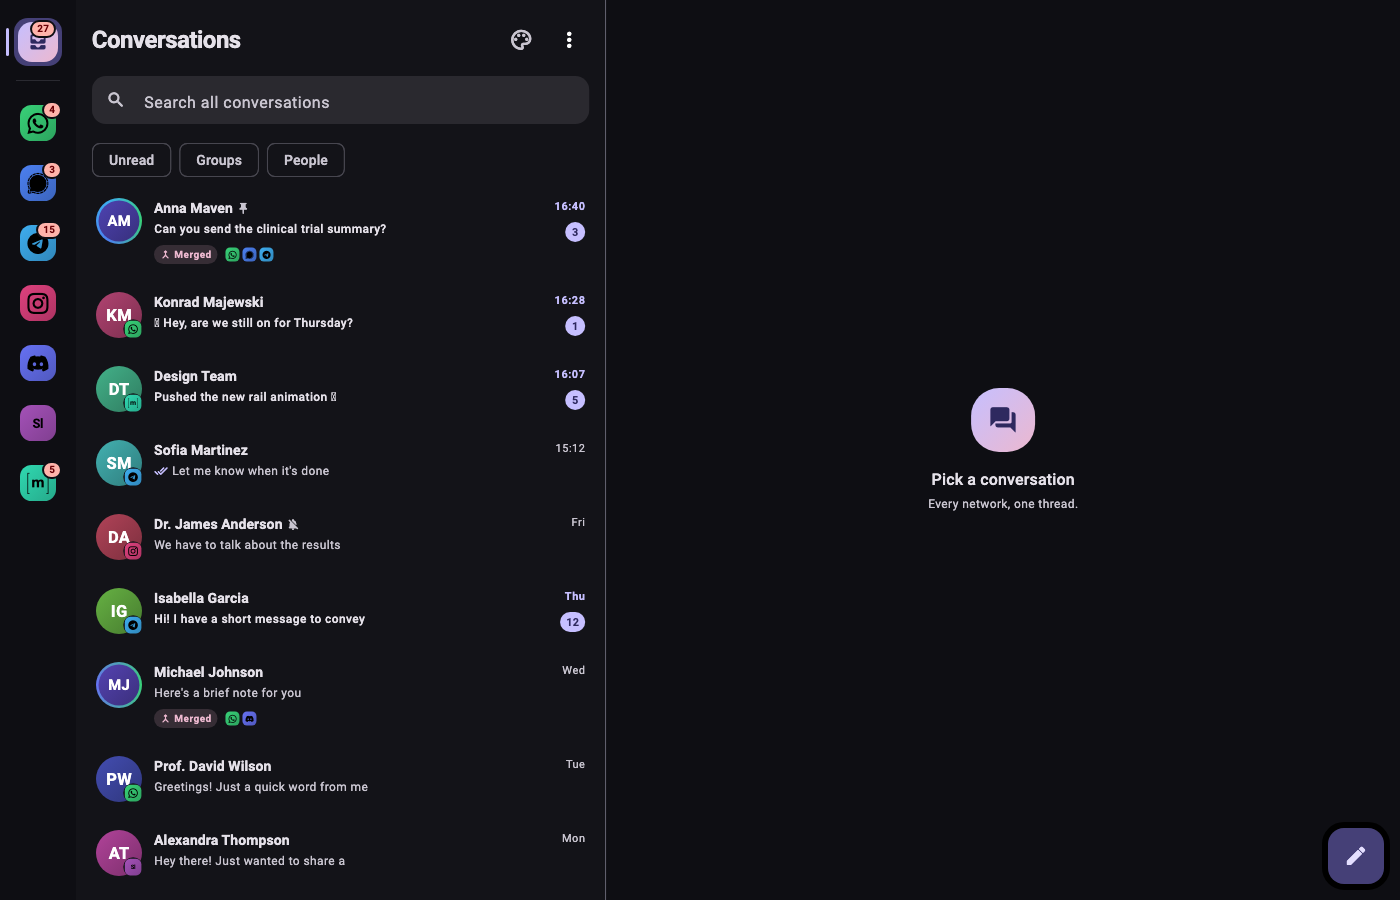 27
Conversations
Search all conversations
4
3
15
Sl
[m]
5
Unread
Groups
People
AM
Anna Maven
16:40
Can you send the clinical trial summary?
3
Merged
KM
Konrad Majewski
16:28
Hey, are we still on for Thursday?
1
DT
Design Team
16:07
Pushed the new rail animation
5
[m]
SM
Sofia Martinez
15:12
Let me know when it's done
DA
Dr. James Anderson
Fri
We have to talk about the results
IG
Isabella Garcia
Thu
Hi! I have a short message to convey
12
MJ
Michael Johnson
Wed
Here's a brief note for you
Merged
PW
Prof. David Wilson
Tue
Greetings! Just a quick word from me
AT
Alexandra Thompson
Mon
Hey there! Just wanted to share a
Pick a conversation
Every network, one thread.